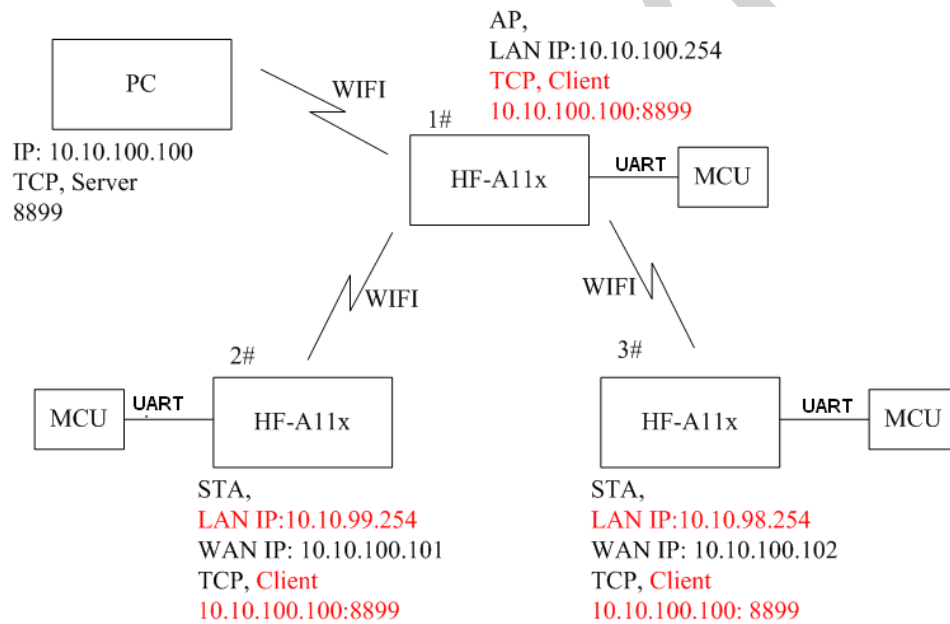 AP,
LAN IP:10.10.100.254
TCP, Client
10.10.100.100:8899
PC
WIFI
1#
IP: 10.10.100.100
TCP, Server
8899
HF-A11x
UART
MCU
WIFI
WIFI
2#
3#
MCU
UART
HF-A11x
HF-A11x
UART
MCU
STA,
LAN IP:10.10.99.254
WAN IP: 10.10.100.101
TCP, Client
10.10.100.100:8899
STA,
LAN IP:10.10.98.254
WAN IP: 10.10.100.102
TCP, Client
10.10.100.100: 8899